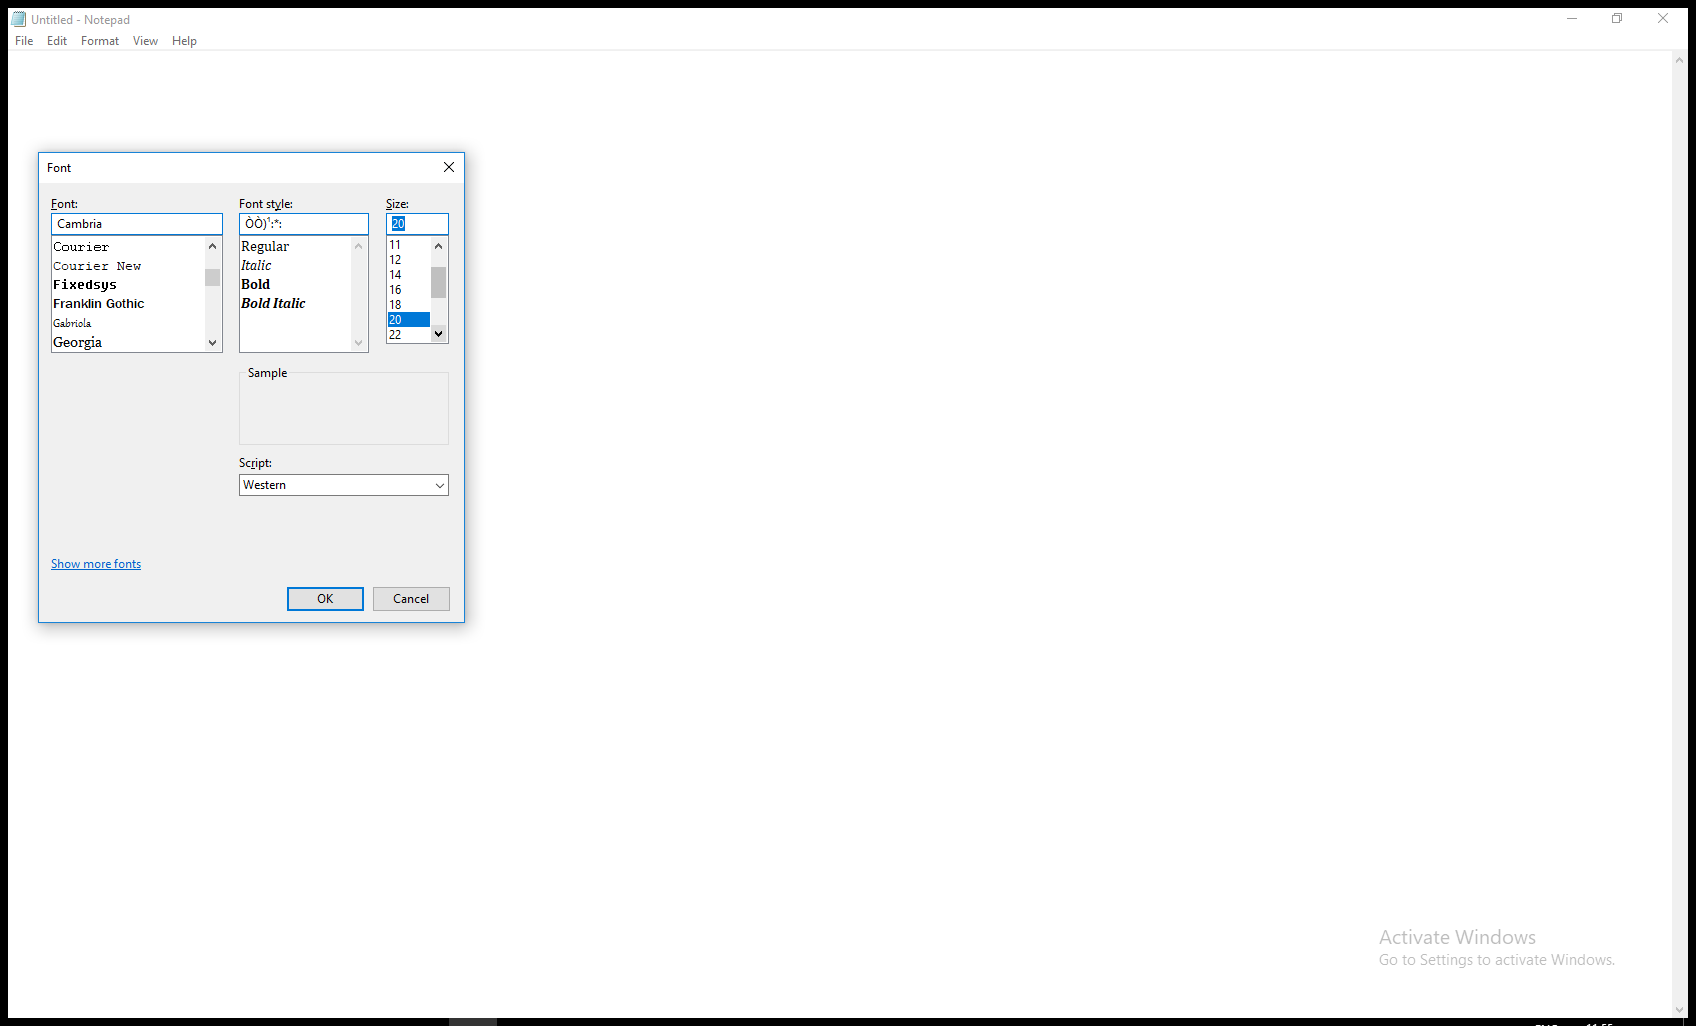 Untitled - Notepad
File Edit Format View Help
Font
Font: Font style: Size:
Cambria ÒÒ)¹:*: 20
Courier
Courier New
Fixedsys
Franklin Gothic
Gabriola
Georgia
Regular
Italic
Bold
Bold Italic
11
12
14
16
18
20
22
Sample
Script:
Western
Show more fonts
OK Cancel
Activate Windows
Go to Settings to activate Windows.